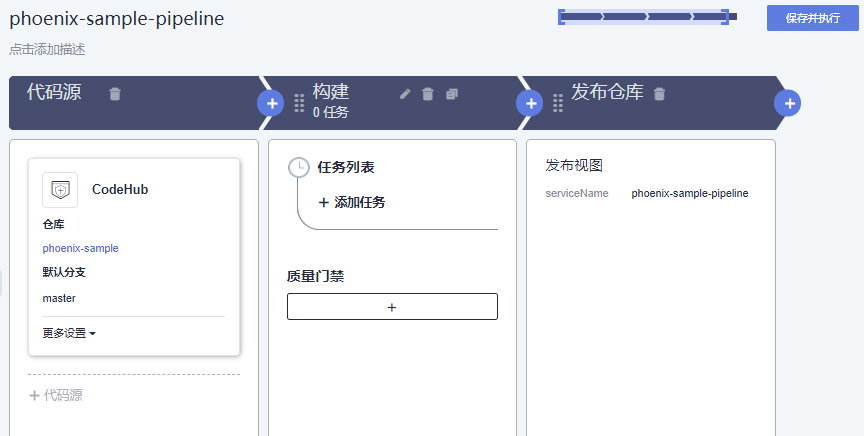 phoenix-sample-pipeline
保存并执行
点击添加描述
代码源
构建
0 任务
发布仓库
CodeHub
仓库
phoenix-sample
默认分支
master
更多设置
代码源
任务列表
添加任务
质量门禁
发布视图
serviceName phoenix-sample-pipeline